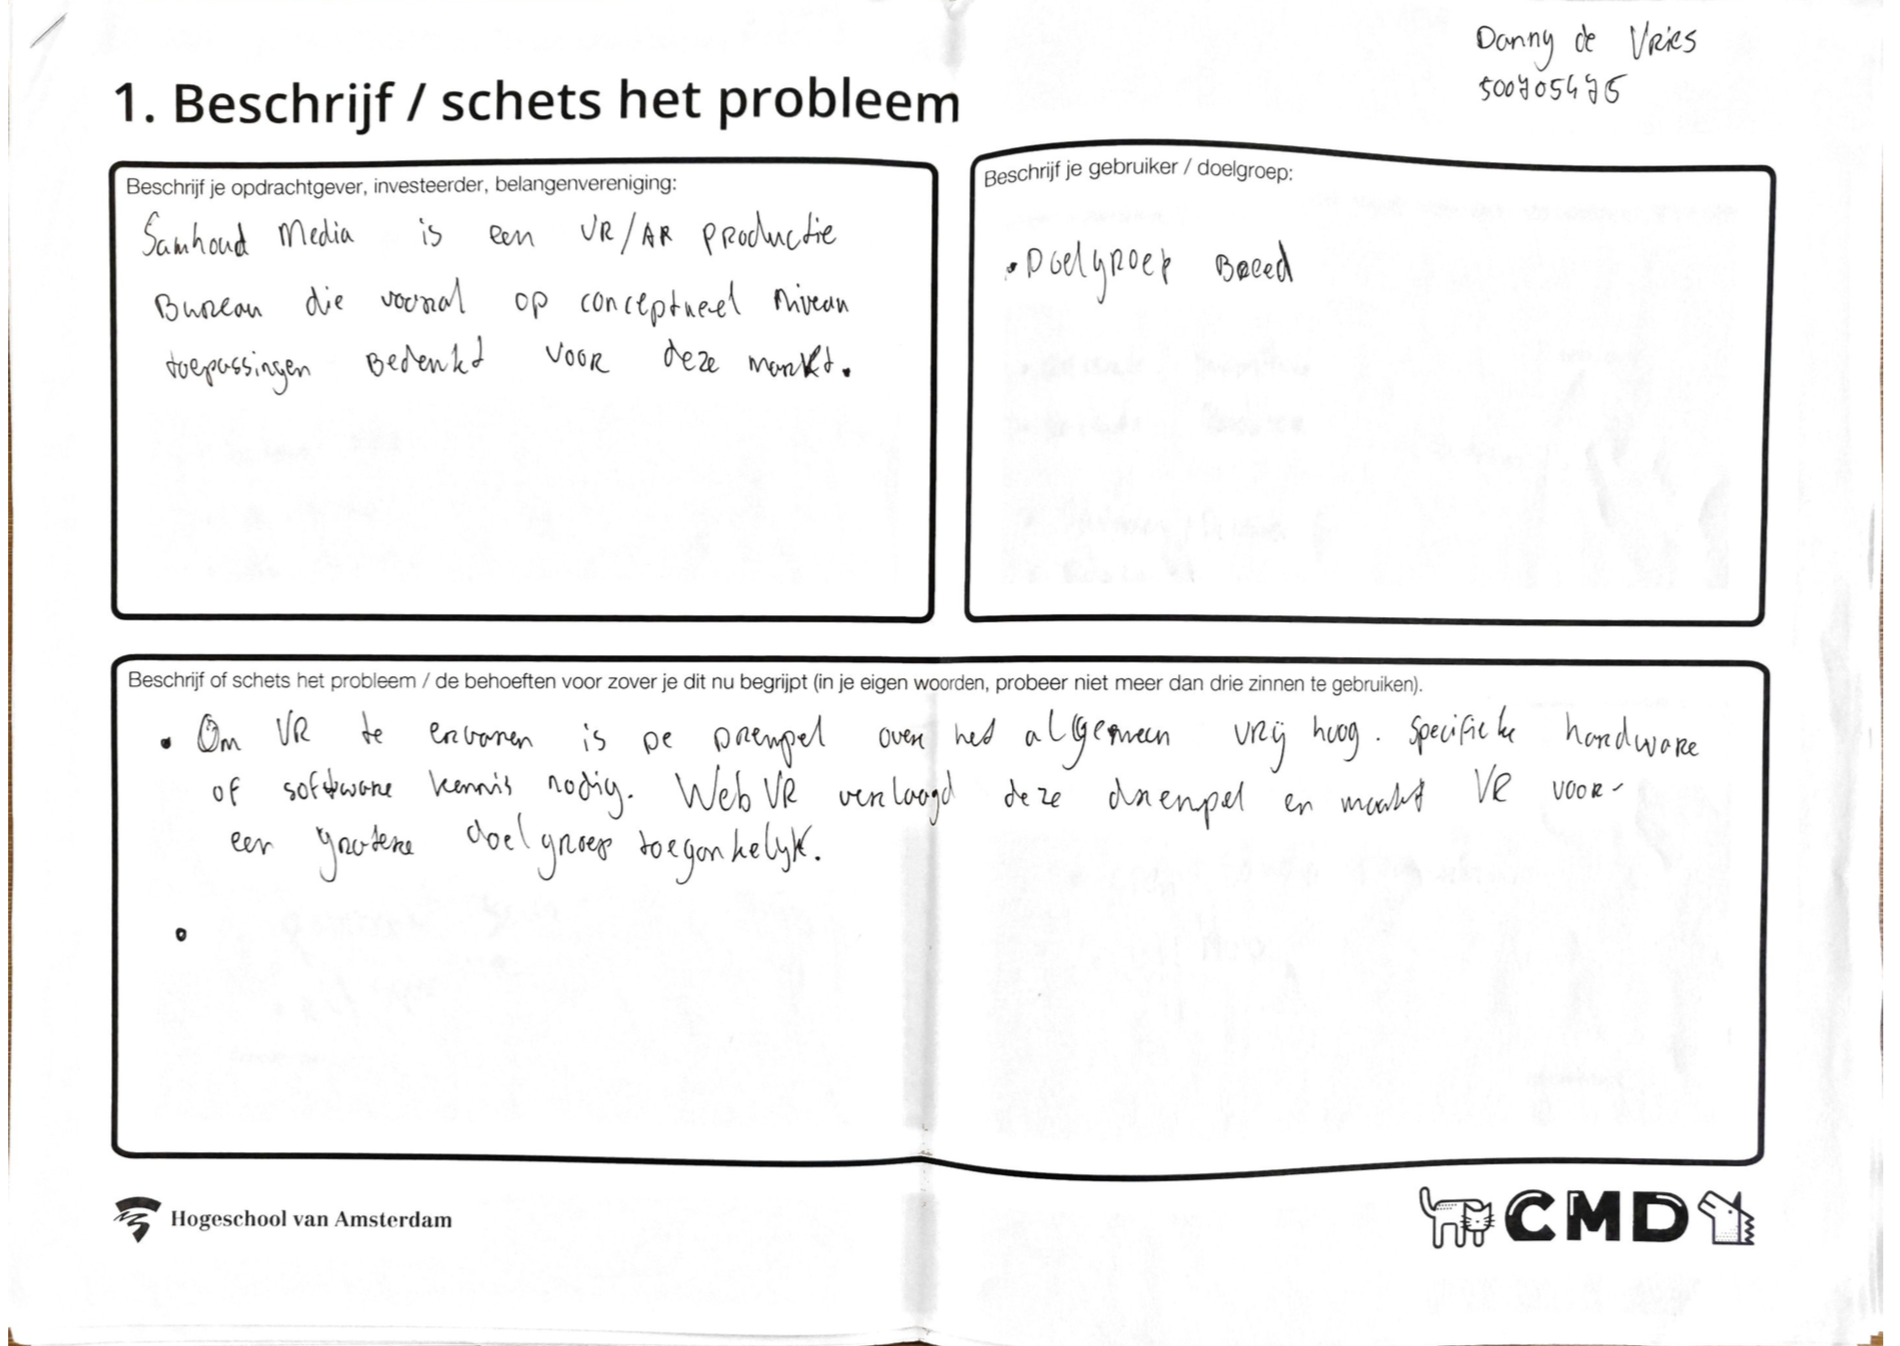 Danny de Vries
500705475
1. Beschrijf / schets het probleem
Beschrijf je opdrachtgever, investeerder, belangenvereniging:
Samhoud Media is een VR/AR Productie
Bureau die vooral op conceptueel niveau
toepassingen Bedenkt voor deze markt.
Beschrijf je gebruiker / doelgroep:
• Doelgroep Breed
Beschrijf of schets het probleem / de behoeften voor zover je dit nu begrijpt (in je eigen woorden, probeer niet meer dan drie zinnen te gebruiken).
• Om VR te ervaren is de drempel over het algemeen vrij hoog. Specifieke hardware
of software kennis nodig. Web VR verlaagd deze drempel en maakt VR voor
een grotere doelgroep toegankelijk.
•
Hogeschool van Amsterdam
CMD